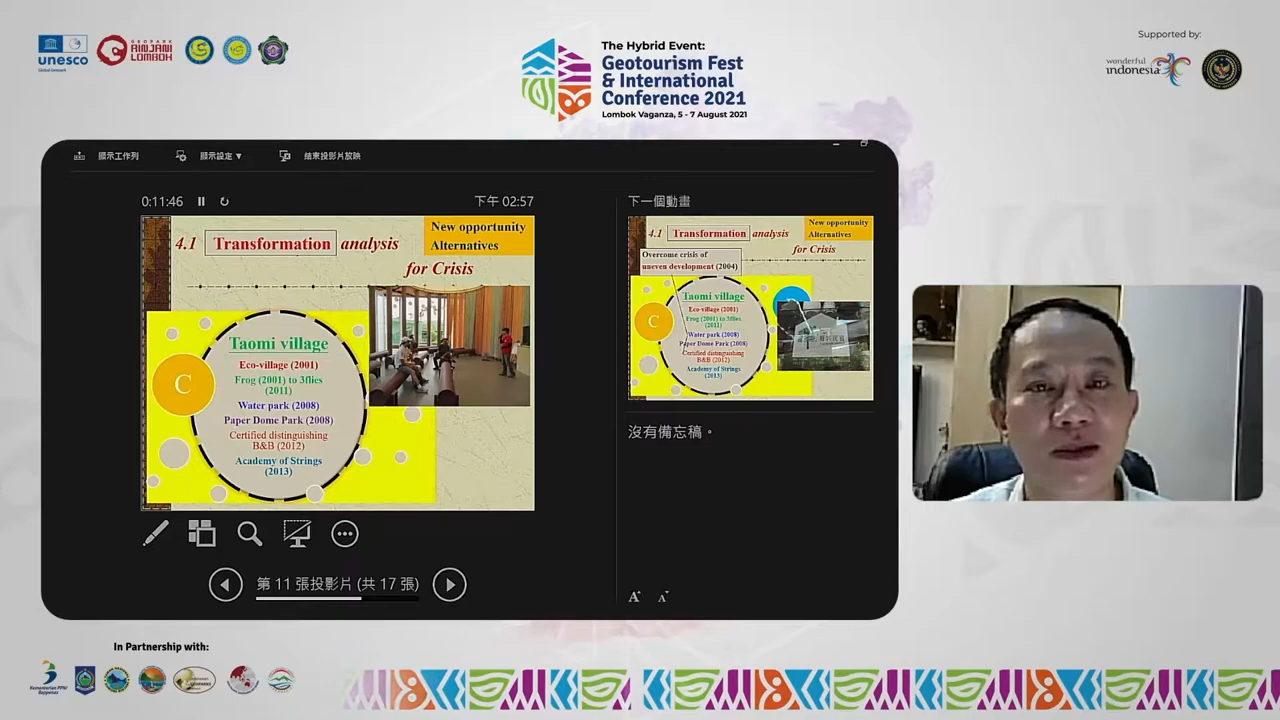 unesco
Global Geopark
GEOPARK
RINJANI
LOMBOK
The Hybrid Event:
Geotourism Fest
& International
Conference 2021
Lombok Vaganza, 5 - 7 August 2021
Supported by:
wonderful
indonesia
顯示工作列
顯示設定 ▼
結束投影片放映
0:11:46
下午 02:57
4.1 Transformation analysis
for Crisis
New opportunity
Alternatives
Taomi village
Eco-village (2001)
Frog (2001) to 3flies
(2011)
Water park (2008)
Paper Dome Park (2008)
Certified distinguishing
B&B (2012)
Academy of Strings
(2013)
C
第 11 張投影片 (共 17 張)
下一個動畫
4.1 Transformation analysis
for Crisis
New opportunity
Alternatives
Overcome crisis of
uneven development (2004)
Taomi village
Eco-village (2001)
Frog (2001) to 3flies
(2011)
Water park (2008)
Paper Dome Park (2008)
Certified distinguishing
B&B (2012)
Academy of Strings
(2013)
C
沒有備忘稿。
A A
In Partnership with:
Kementerian PPN/
Bappenas